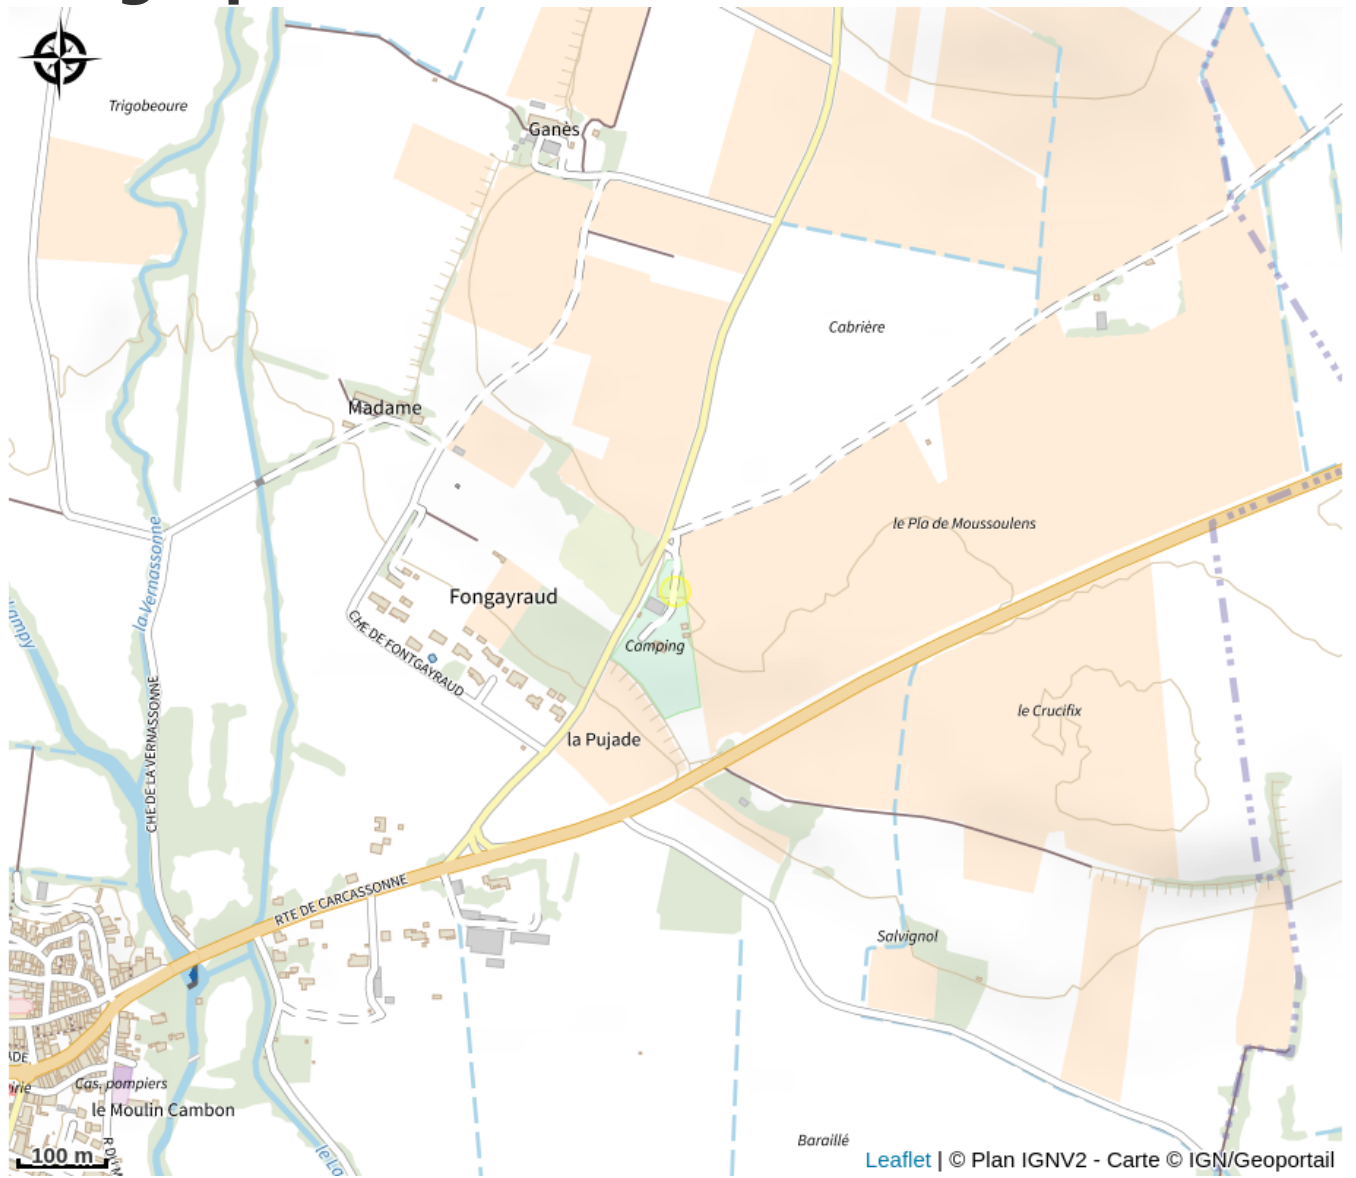 Trigobeoure
Ganès
Cabrière
Madame
le Pla de Moussoulens
la Vernassonne
Fongayraud
CHE DE FONTGAYRAUD
Camping
CHE DE LA VERNASSONNE
le Crucifix
la Pujade
RTE DE CARCASSONNE
Salvignol
Cas. pompiers
le Moulin Cambon
Baraillé
100 m
Leaflet | © Plan IGNV2 - Carte © IGN/Geoportail